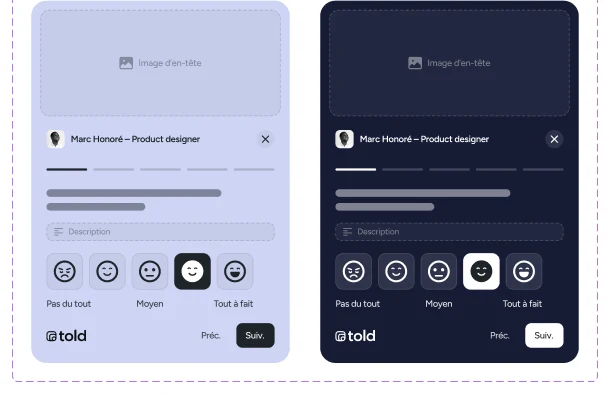 Image d'en-tête
Marc Honoré – Product designer
Description
Pas du tout Moyen Tout à fait
told Préc. Suiv.
Image d'en-tête
Marc Honoré – Product designer
Description
Pas du tout Moyen Tout à fait
told Préc. Suiv.